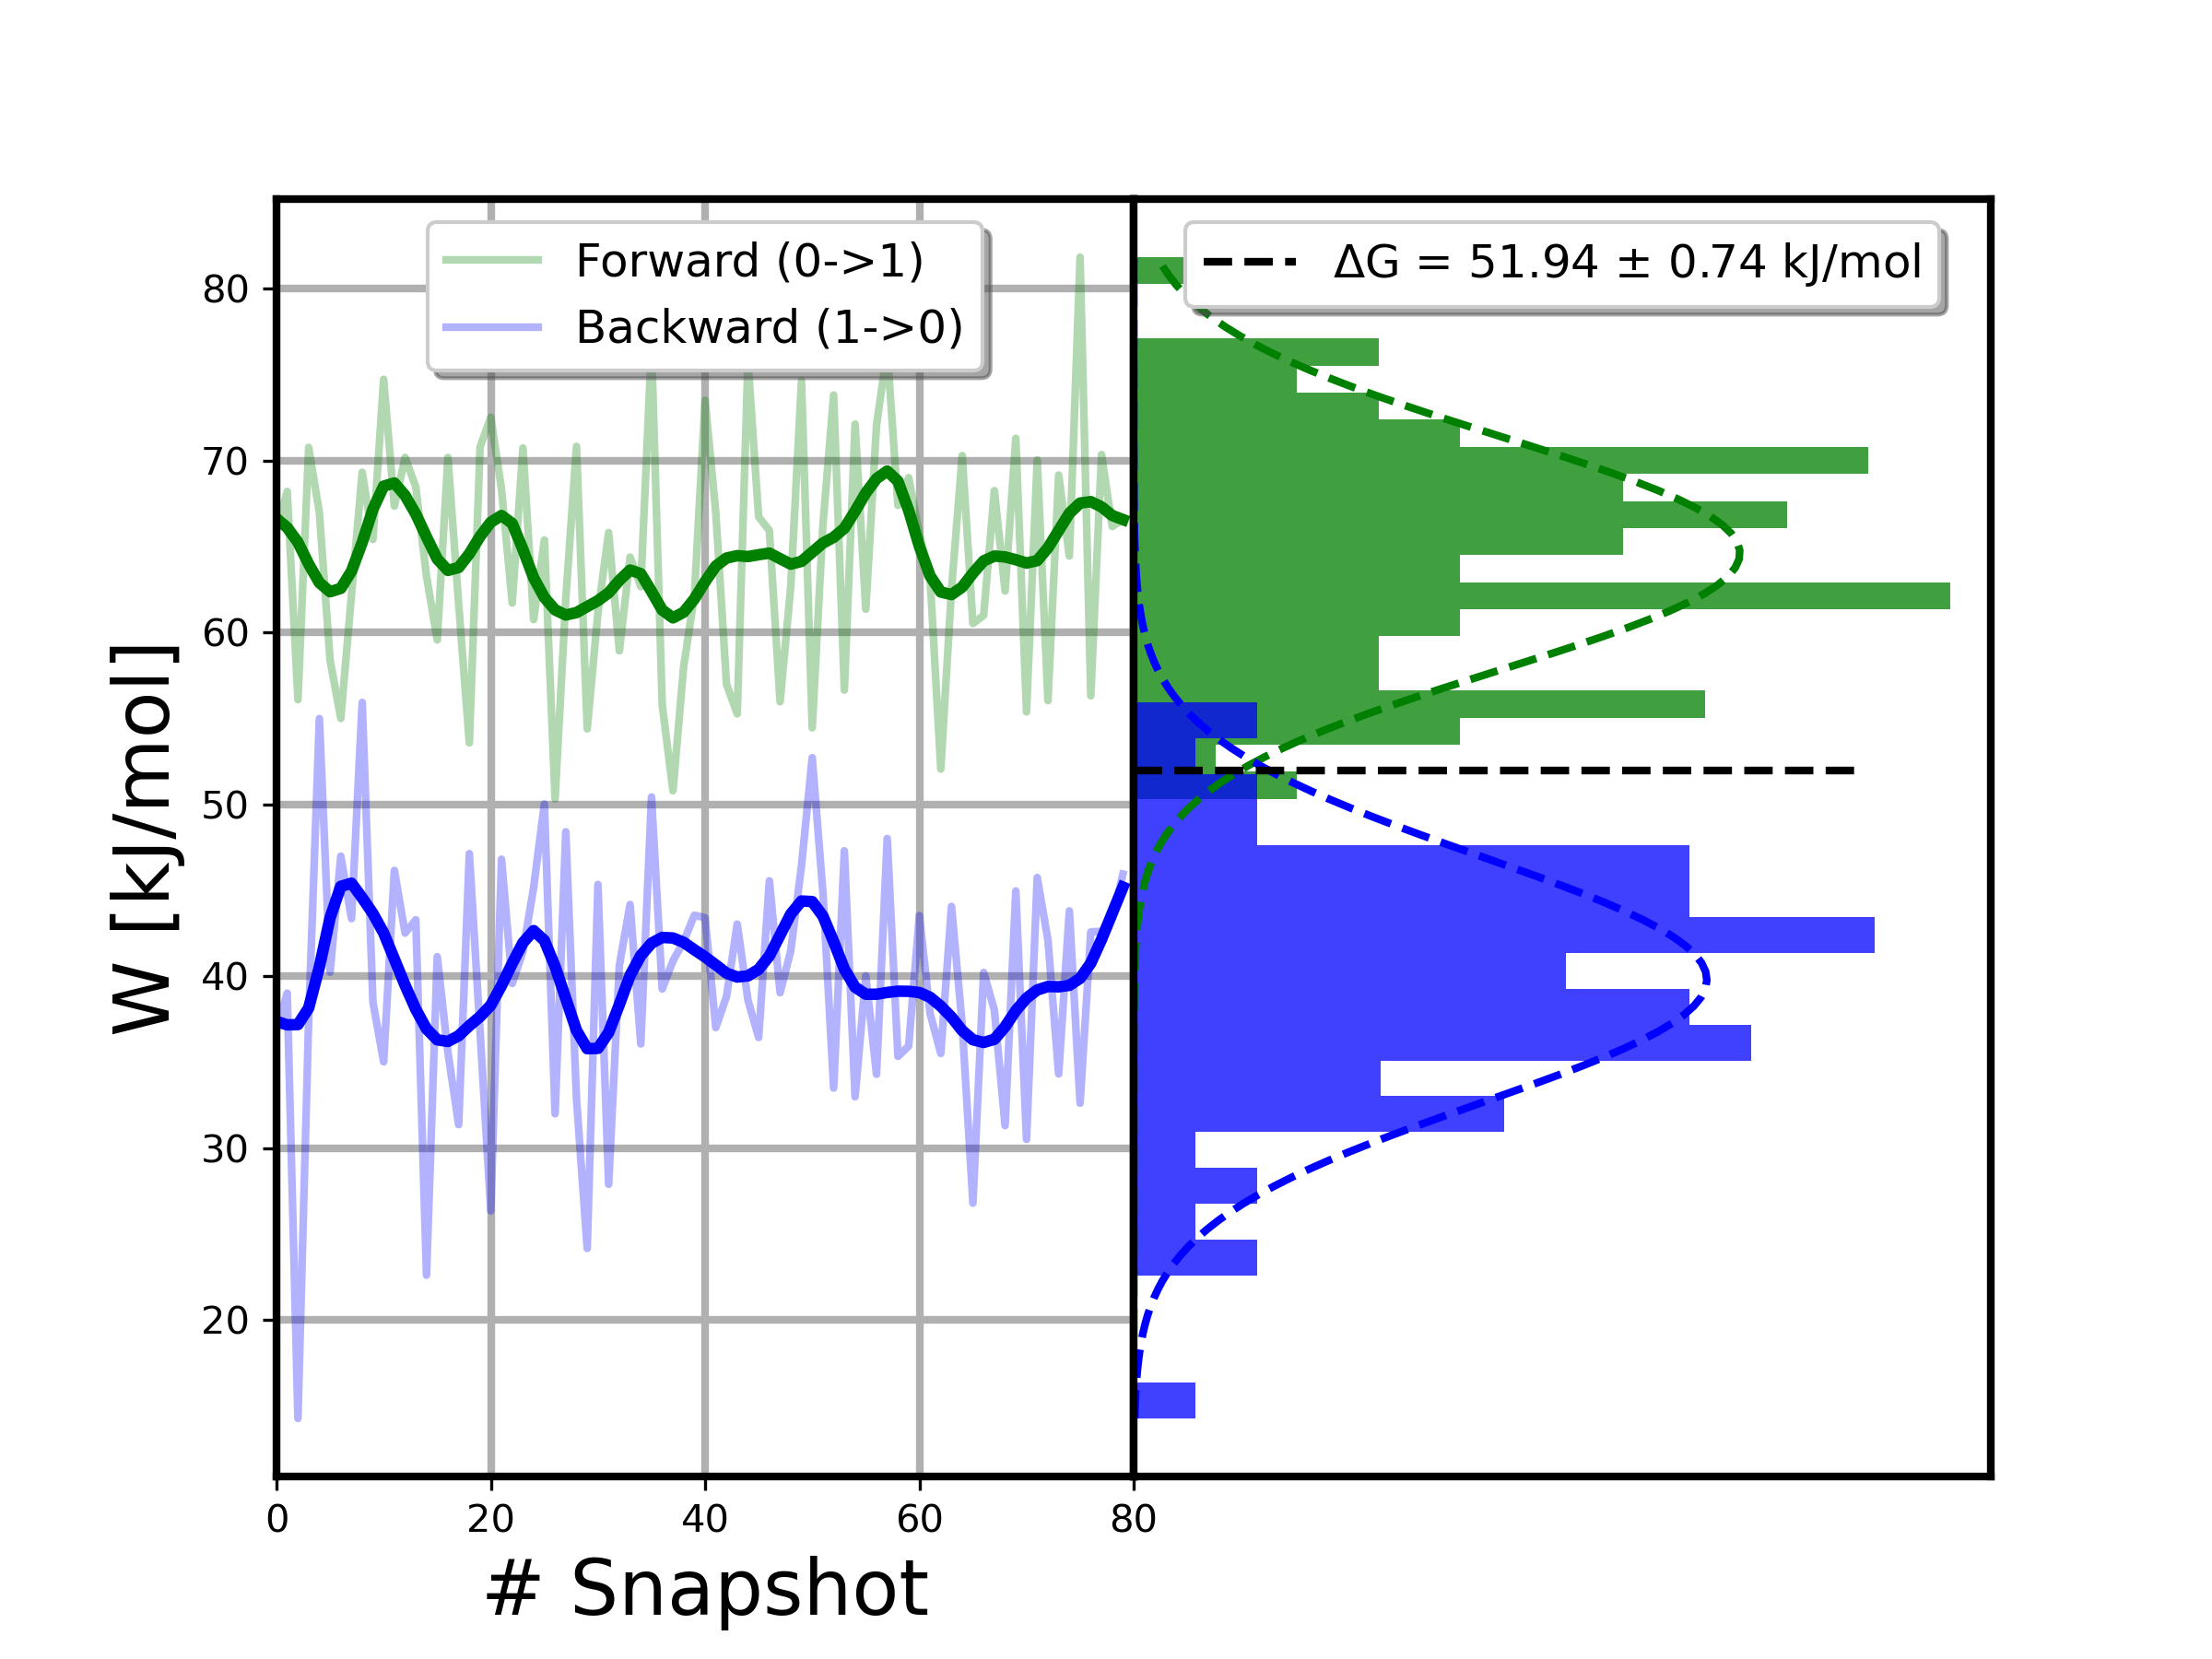 Forward (0->1)
Backward (1->0)
ΔG = 51.94 ± 0.74 kJ/mol
80
70
60
50
40
30
20
W [kJ/mol]
0 20 40 60 80
# Snapshot